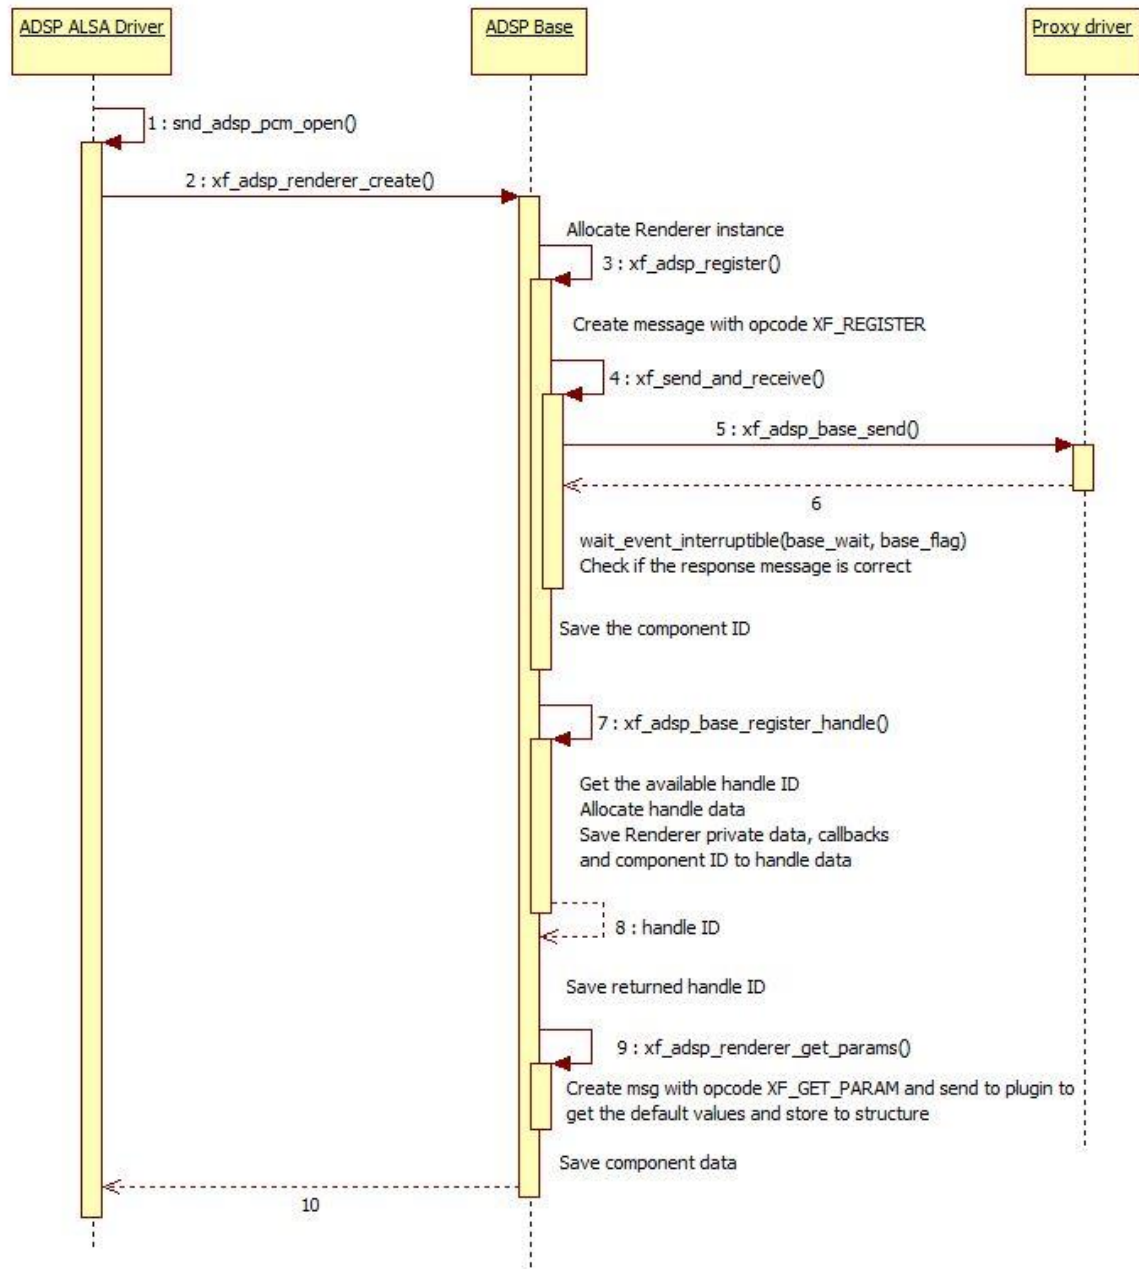 ADSP ALSA Driver
ADSP Base
Proxy driver
1 : snd_adsp_pcm_open()
2 : xf_adsp_renderer_create()
Allocate Renderer instance
3 : xf_adsp_register()
Create message with opcode XF_REGISTER
4 : xf_send_and_receive()
5 : xf_adsp_base_send()
6
wait_event_interruptible(base_wait, base_flag)
Check if the response message is correct
Save the component ID
7 : xf_adsp_base_register_handle()
Get the available handle ID
Allocate handle data
Save Renderer private data, callbacks
and component ID to handle data
8 : handle ID
Save returned handle ID
9 : xf_adsp_renderer_get_params()
Create msg with opcode XF_GET_PARAM and send to plugin to
get the default values and store to structure
Save component data
10